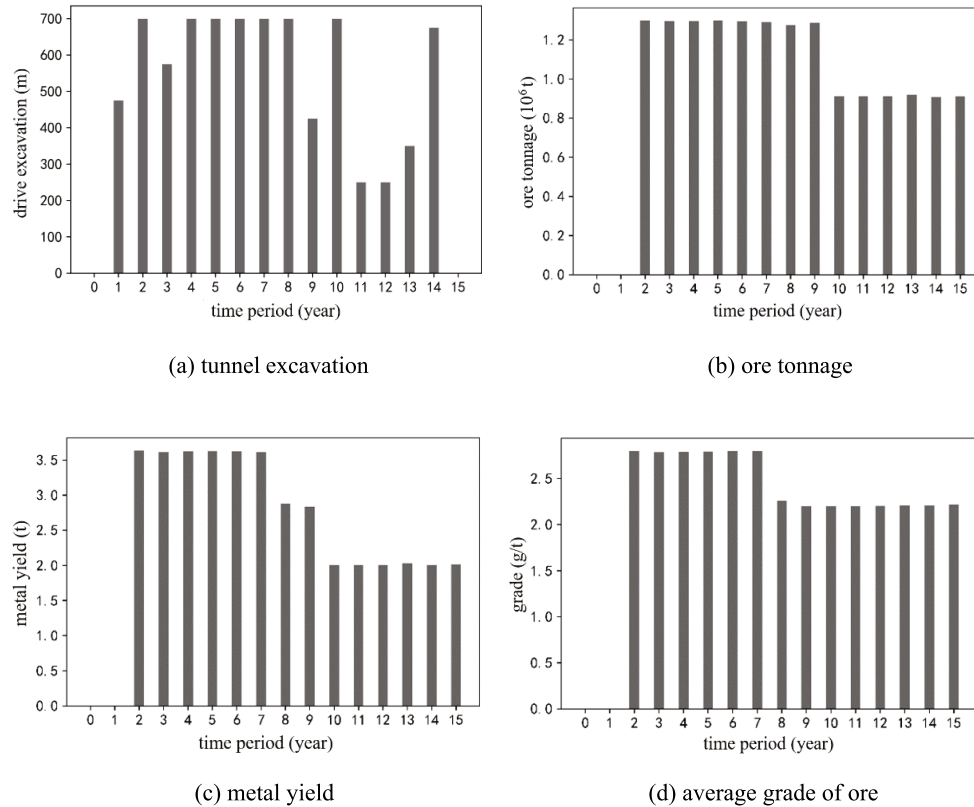 700
600
500
400
300
200
100
0
drive excavation (m)
0 1 2 3 4 5 6 7 8 9 10 11 12 13 14 15
time period (year)
(a) tunnel excavation
1.2
1.0
0.8
0.6
0.4
0.2
0.0
ore tonnage (10⁶t)
0 1 2 3 4 5 6 7 8 9 10 11 12 13 14 15
time period (year)
(b) ore tonnage
3.5
3.0
2.5
2.0
1.5
1.0
0.5
0.0
metal yield (t)
0 1 2 3 4 5 6 7 8 9 10 11 12 13 14 15
time period (year)
(c) metal yield
2.5
2.0
1.5
1.0
0.5
0.0
grade (g/t)
0 1 2 3 4 5 6 7 8 9 10 11 12 13 14 15
time period (year)
(d) average grade of ore